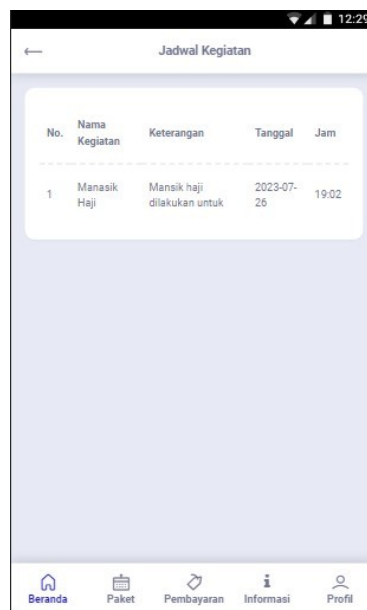 12:29
Jadwal Kegiatan
No. Nama Kegiatan Keterangan Tanggal Jam
1 Manasik Haji Mansik haji dilakukan untuk 2023-07-26 19:02
Beranda Paket Pembayaran Informasi Profil